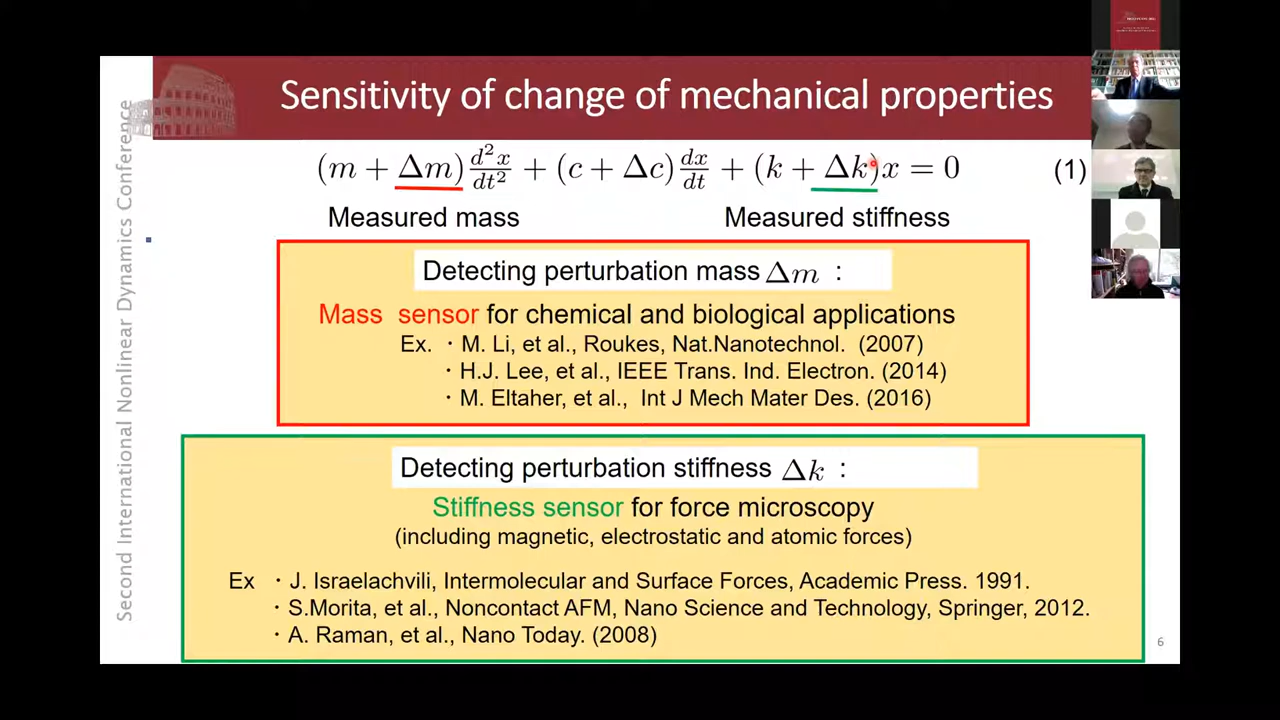 Sensitivity of change of mechanical properties
(m + Δm) d²x/dt² + (c + Δc) dx/dt + (k + Δk)x = 0 (1)
Measured mass Measured stiffness
Detecting perturbation mass Δm :
Mass sensor for chemical and biological applications
Ex. ・M. Li, et al., Roukes, Nat.Nanotechnol. (2007)
・H.J. Lee, et al., IEEE Trans. Ind. Electron. (2014)
・M. Eltaher, et al., Int J Mech Mater Des. (2016)
Detecting perturbation stiffness Δk :
Stiffness sensor for force microscopy
(including magnetic, electrostatic and atomic forces)
Ex ・J. Israelachvili, Intermolecular and Surface Forces, Academic Press. 1991.
・S.Morita, et al., Noncontact AFM, Nano Science and Technology, Springer, 2012.
・A. Raman, et al., Nano Today. (2008)
6
Second International Nonlinear Dynamics Conference